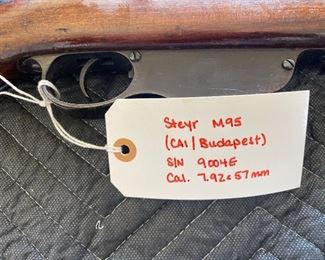 Steyr M95
(CAI/Budapest)
S/N 9004E
Cal. 7.92x57mm